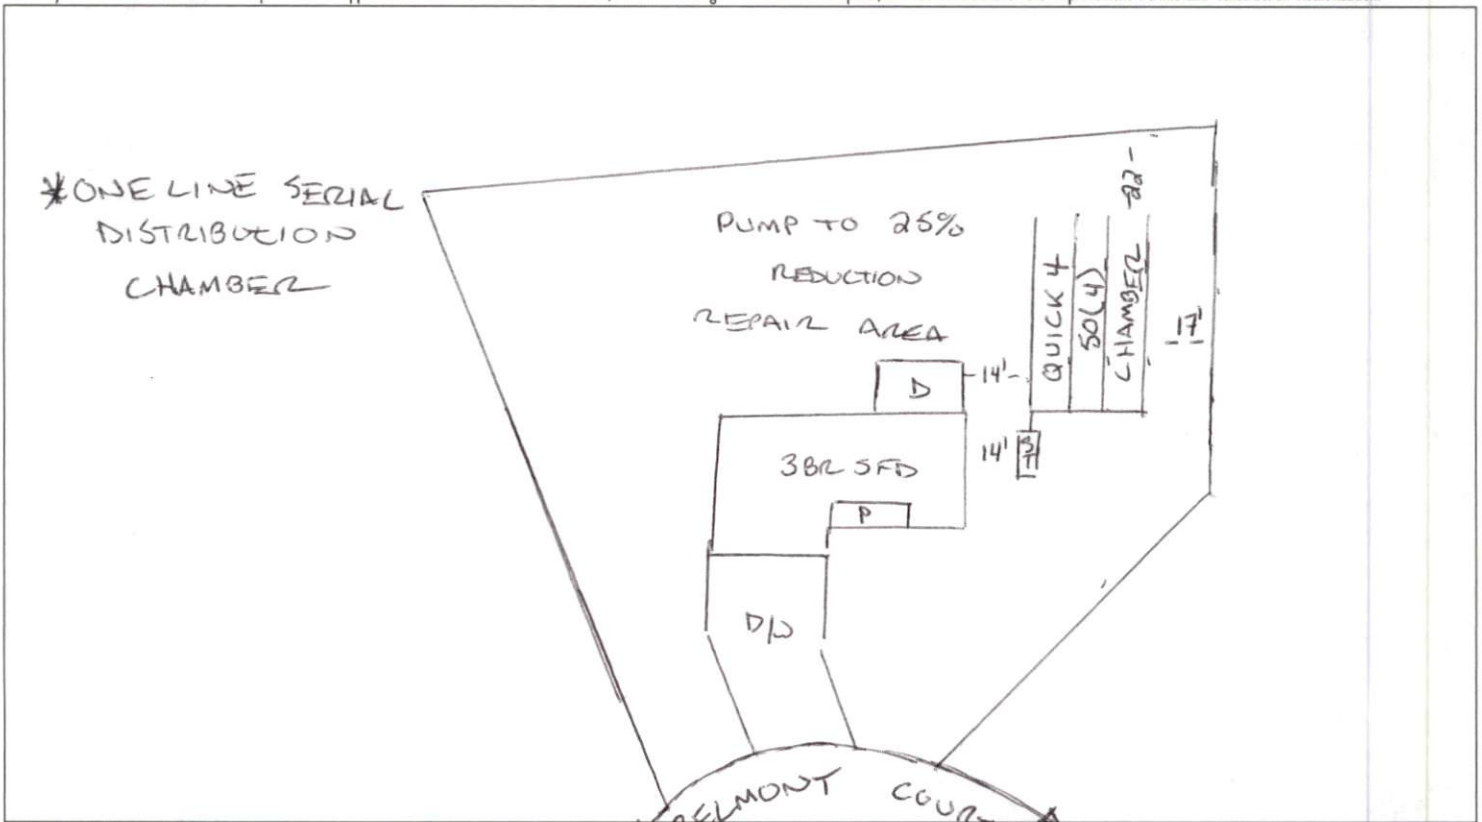 *ONE LINE SERIAL
DISTRIBUTION
CHAMBER
PUMP TO 25%
REDUCTION
REPAIR AREA
QUICK 4
50(4)
CHAMBER
-22-
17'
D
-14'-
14'
ST
3BR SFD
P
D/W
BELMONT COURT